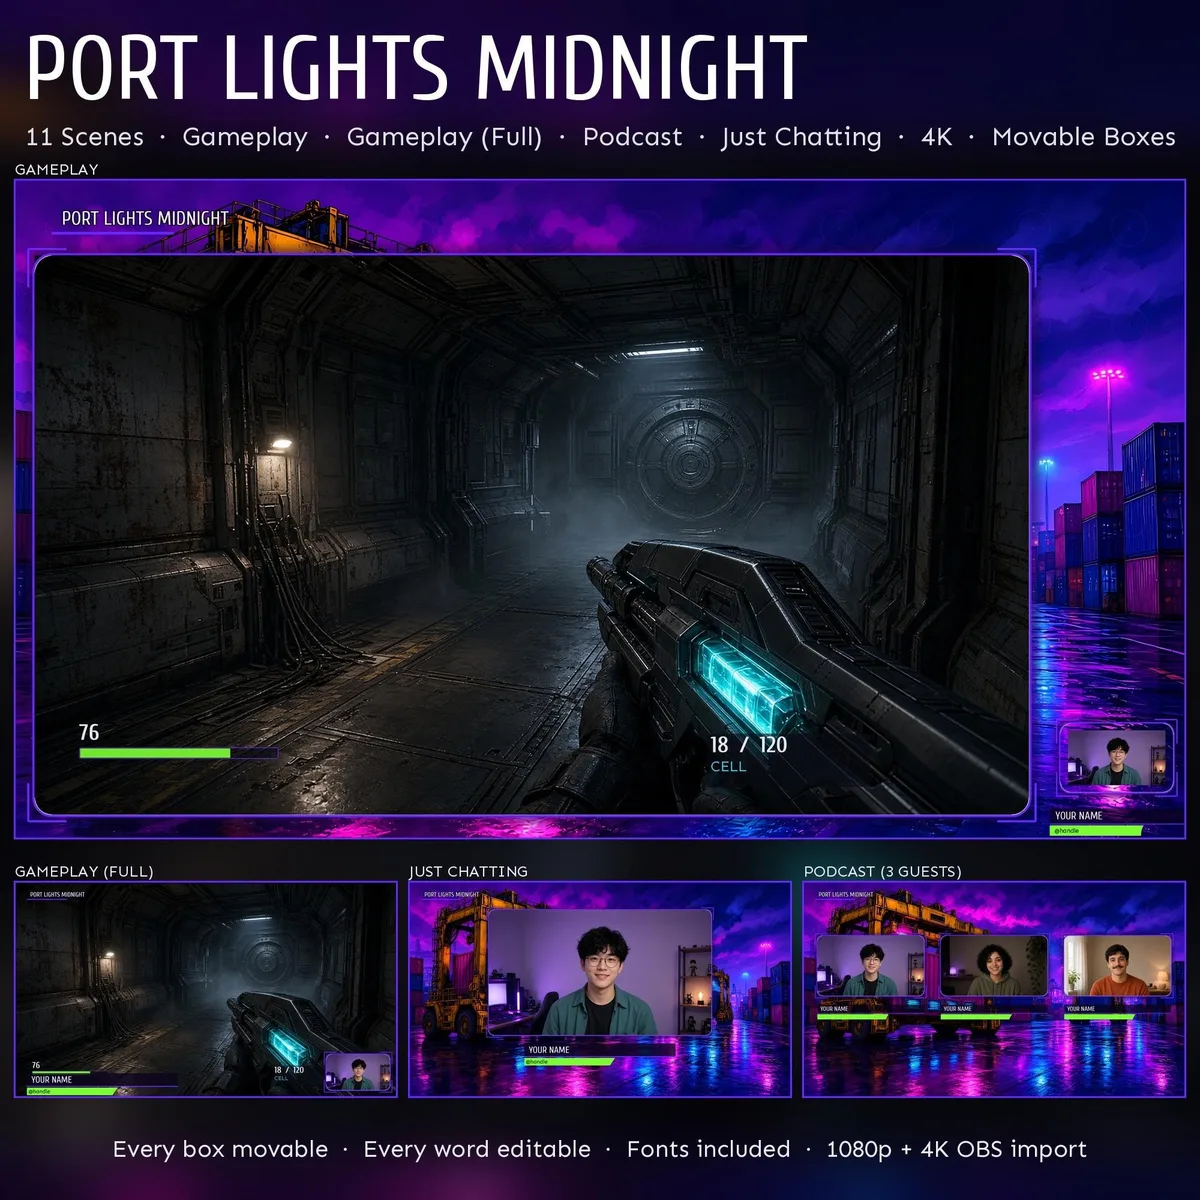 PORT LIGHTS MIDNIGHT
11 Scenes · Gameplay · Gameplay (Full) · Podcast · Just Chatting · 4K · Movable Boxes
GAMEPLAY
PORT LIGHTS MIDNIGHT
76
18 / 120
CELL
YOUR NAME
@handle
GAMEPLAY (FULL)
PORT LIGHTS MIDNIGHT
76
YOUR NAME
@handle
18 / 120
CELL
JUST CHATTING
PORT LIGHTS MIDNIGHT
YOUR NAME
@handle
PODCAST (3 GUESTS)
PORT LIGHTS MIDNIGHT
YOUR NAME
YOUR NAME
YOUR NAME
Every box movable · Every word editable · Fonts included · 1080p + 4K OBS import